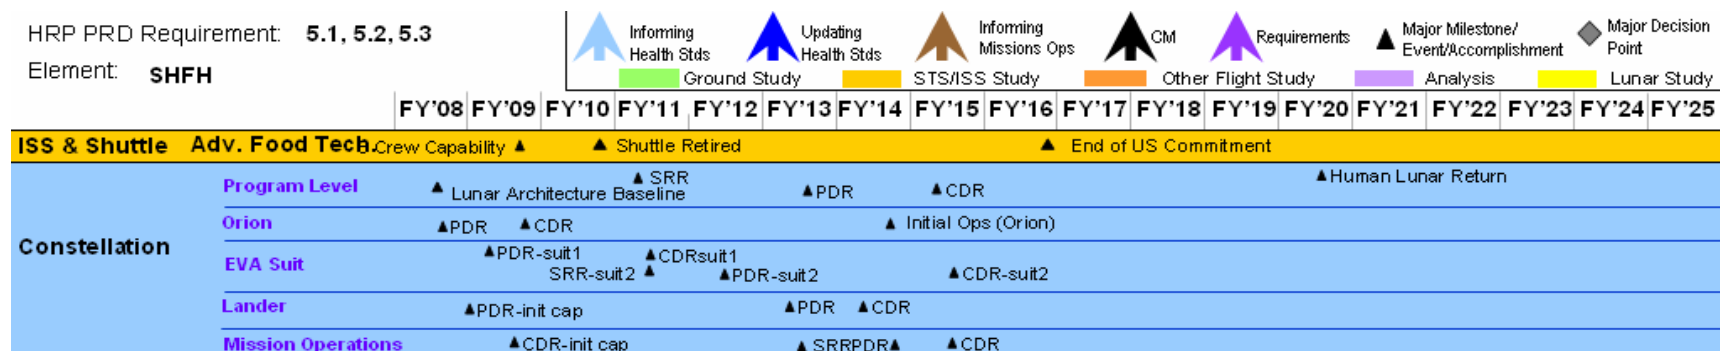 HRP PRD Requirement: 5.1, 5.2, 5.3
Element: SHFH
Informing Health Stds
Updating Health Stds
Informing Missions Ops
CM
Requirements
Major Milestone/ Event/Accomplishment
Major Decision Point
Ground Study STS/ISS Study Other Flight Study Analysis Lunar Study
FY'08 FY'09 FY'10 FY'11 FY'12 FY'13 FY'14 FY'15 FY'16 FY'17 FY'18 FY'19 FY'20 FY'21 FY'22 FY'23 FY'24 FY'25
ISS & Shuttle Adv. Food Tech. Crew Capability Shuttle Retired End of US Commitment
Constellation
Program Level Lunar Architecture Baseline SRR PDR CDR Human Lunar Return
Orion PDR CDR Initial Ops (Orion)
EVA Suit PDR-suit1 CDRsuit1
SRR-suit2 PDR-suit2 CDR-suit2
Lander PDR-init cap PDR CDR
Mission Operations CDR-init cap SRR PDR CDR